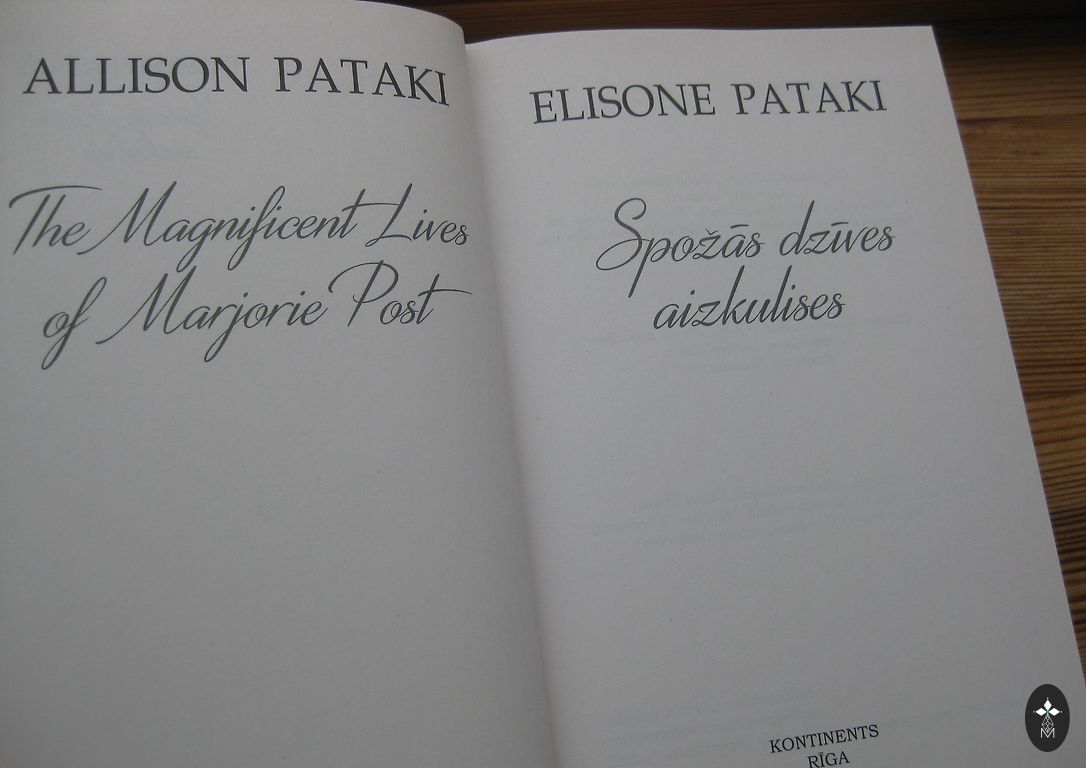 ALLISON PATAKI
The Magnificent Lives
of Marjorie Post
ELISONE PATAKI
Spožās dzīves
aizkulises
KONTINENTS
RĪGA
M